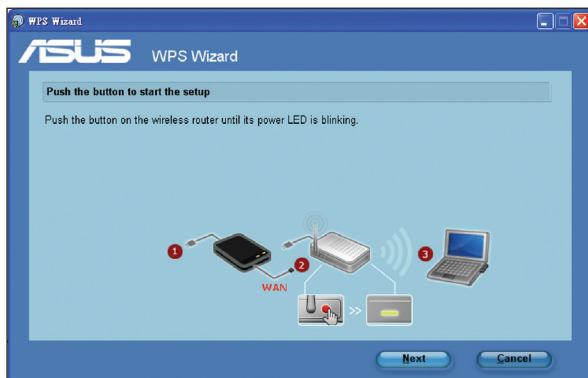 WPS Wizard
ASUS WPS Wizard
Push the button to start the setup
Push the button on the wireless router until its power LED is blinking.
1
2
3
WAN
>>
Next Cancel